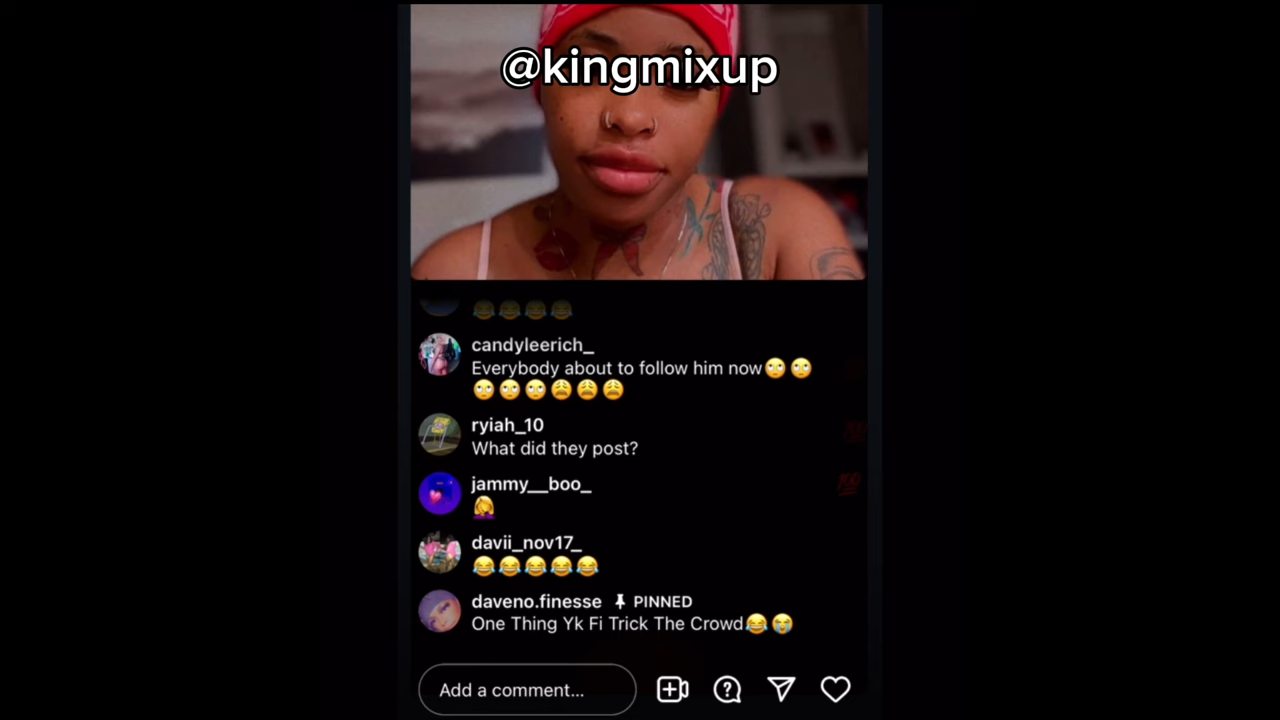 @kingmixup
😂😂😂😂
candyleerich_
Everybody about to follow him now🙄🙄
🙄🙄🙄😩😩😩
ryiah_10
What did they post?
jammy__boo_
🤦‍♀️
davii_nov17_
😂😂😂😂😂
daveno.finesse 📌 PINNED
One Thing Yk Fi Trick The Crowd😂😭
Add a comment...